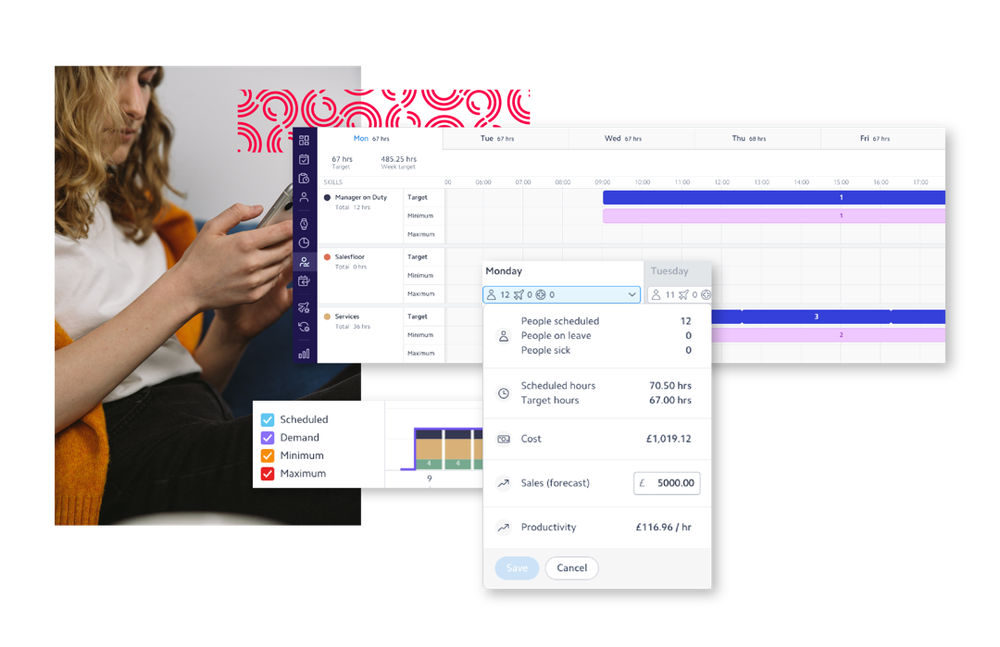 Mon 67 hrs
Tue 67 hrs
Wed 67 hrs
Thu 68 hrs
Fri 67 hrs
67 hrs
Target
485.25 hrs
Week target
SKILLS
00 06:00 07:00 08:00 09:00 10:00 11:00 12:00 13:00 14:00 15:00 16:00 17:00
Manager on Duty
Total 12 hrs
Target
1
Minimum
1
Maximum
Salesfloor
Total 0 hrs
Target
Minimum
Maximum
Services
Total 36 hrs
Target
3
Minimum
2
Maximum
Monday
12 0 0
Tuesday
11 0
People scheduled 12
People on leave 0
People sick 0
Scheduled hours 70.50 hrs
Target hours 67.00 hrs
Cost £1,019.12
Sales (forecast) £ 5000.00
Productivity £116.96 / hr
Save
Cancel
Scheduled
Demand
Minimum
Maximum
4 4
9